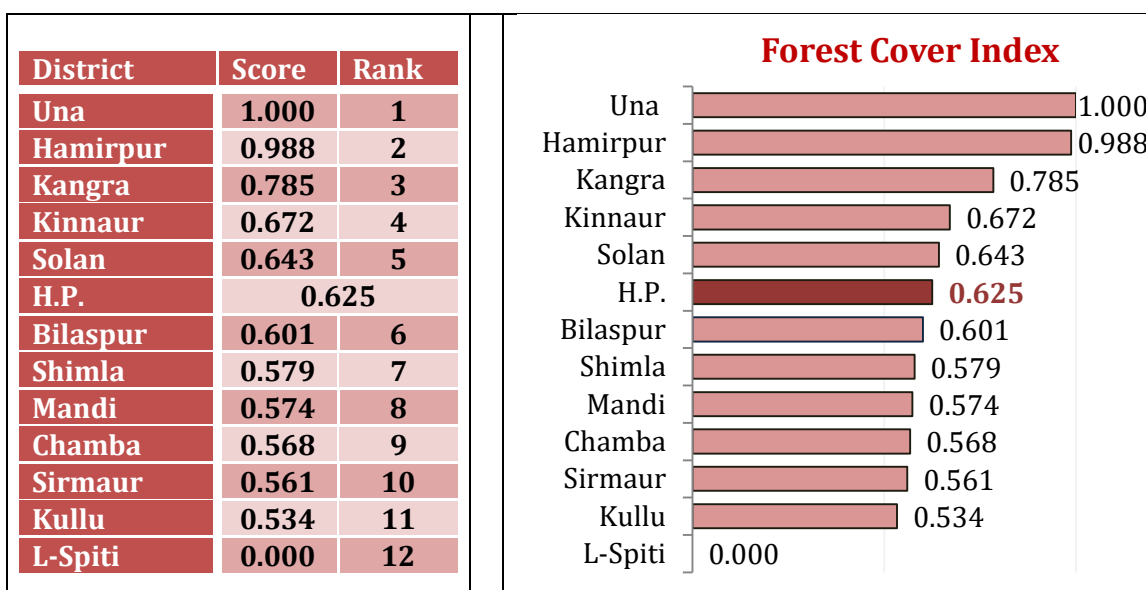 District Score Rank
Una 1.000 1
Hamirpur 0.988 2
Kangra 0.785 3
Kinnaur 0.672 4
Solan 0.643 5
H.P. 0.625
Bilaspur 0.601 6
Shimla 0.579 7
Mandi 0.574 8
Chamba 0.568 9
Sirmaur 0.561 10
Kullu 0.534 11
L-Spiti 0.000 12
Forest Cover Index
Una 1.000
Hamirpur 0.988
Kangra 0.785
Kinnaur 0.672
Solan 0.643
H.P. 0.625
Bilaspur 0.601
Shimla 0.579
Mandi 0.574
Chamba 0.568
Sirmaur 0.561
Kullu 0.534
L-Spiti 0.000